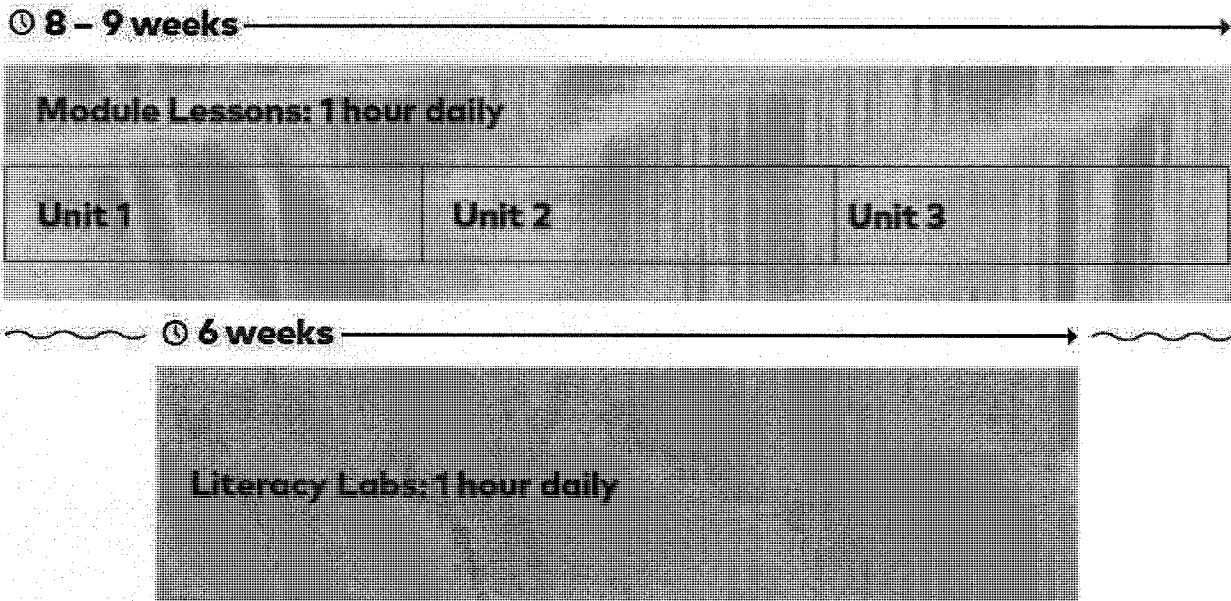 8 – 9 weeks
Module Lessons: 1 hour daily
Unit 1 Unit 2 Unit 3
6 weeks
Literacy Labs: 1 hour daily